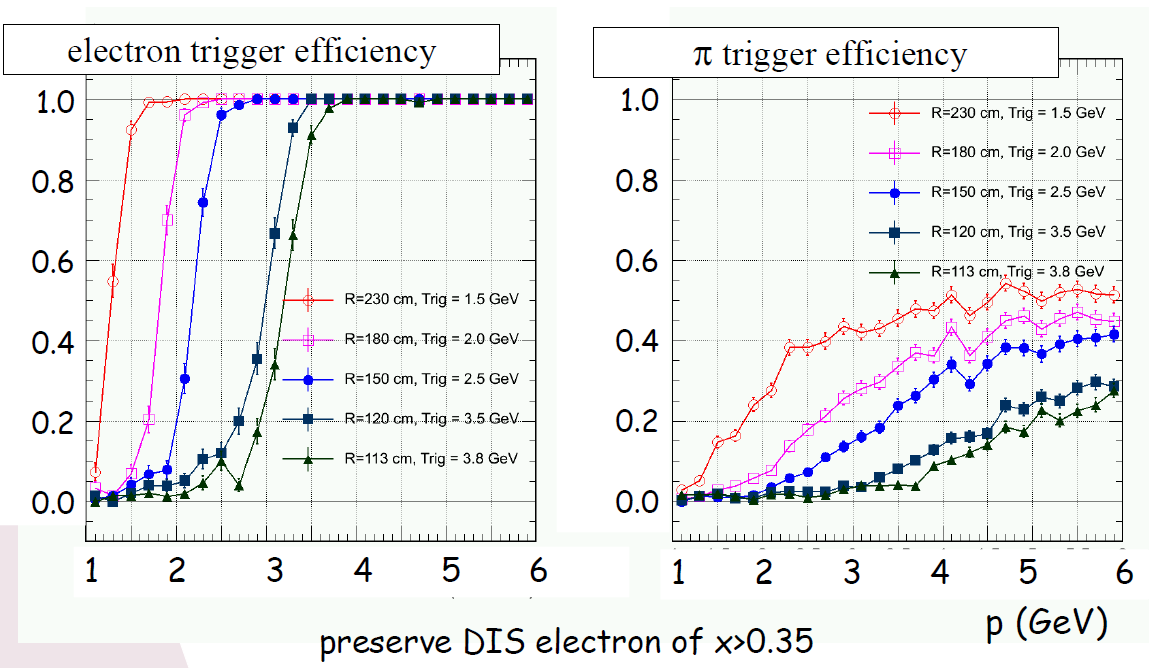 electron trigger efficiency
π trigger efficiency
1.0
0.8
0.6
0.4
0.2
0.0
R=230 cm, Trig = 1.5 GeV
R=180 cm, Trig = 2.0 GeV
R=150 cm, Trig = 2.5 GeV
R=120 cm, Trig = 3.5 GeV
R=113 cm, Trig = 3.8 GeV
1 2 3 4 5 6
1.0
0.8
0.6
0.4
0.2
0.0
R=230 cm, Trig = 1.5 GeV
R=180 cm, Trig = 2.0 GeV
R=150 cm, Trig = 2.5 GeV
R=120 cm, Trig = 3.5 GeV
R=113 cm, Trig = 3.8 GeV
1 2 3 4 5 6
p (GeV)
preserve DIS electron of x>0.35